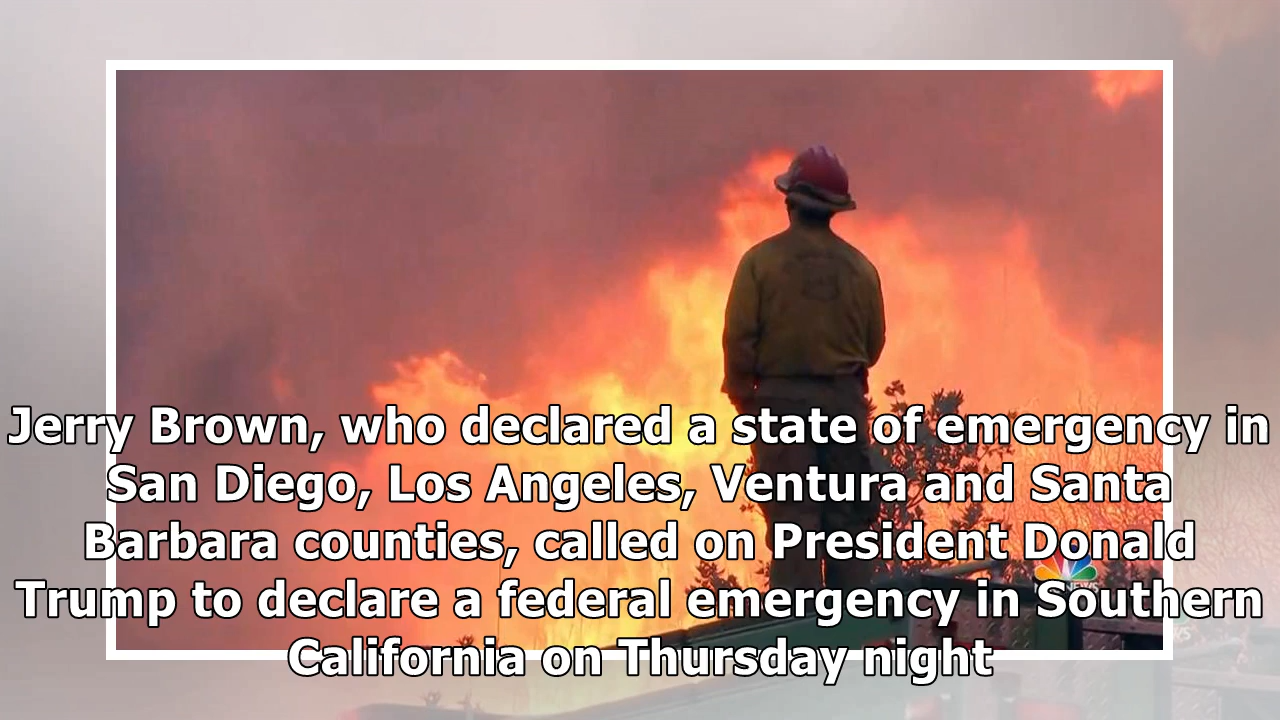 Jerry Brown, who declared a state of emergency in
San Diego, Los Angeles, Ventura and Santa
Barbara counties, called on President Donald
Trump to declare a federal emergency in Southern
California on Thursday night
NEWS